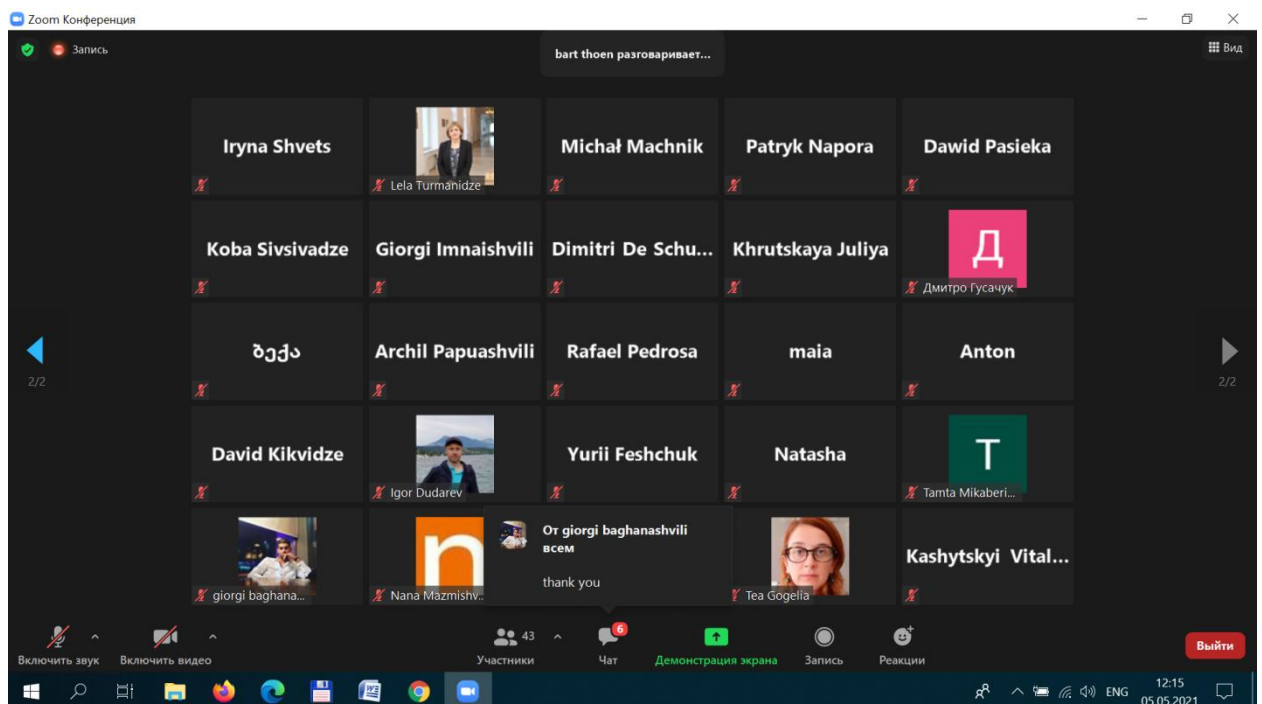 Zoom Конференция
Запись
bart thoen разговаривает...
Вид
Iryna Shvets
Lela Turmanidze
Michał Machnik
Patryk Napora
Dawid Pasieka
Koba Sivsivadze
Giorgi Imnaishvili
Dimitri De Schu...
Khrutskaya Juliya
Д
Дмитро Гусачук
ბექა
Archil Papuashvili
Rafael Pedrosa
maia
Anton
2/2
2/2
David Kikvidze
Igor Dudarev
Yurii Feshchuk
Natasha
T
Tamta Mikaberi...
giorgi baghana...
n
Nana Mazmishv...
От giorgi baghanashvili
всем
thank you
Tea Gogelia
Kashytskyi Vital...
Включить звук
Включить видео
43
Участники
6
Чат
Демонстрация экрана
Запись
Реакции
Выйти
ENG
12:15
05.05.2021